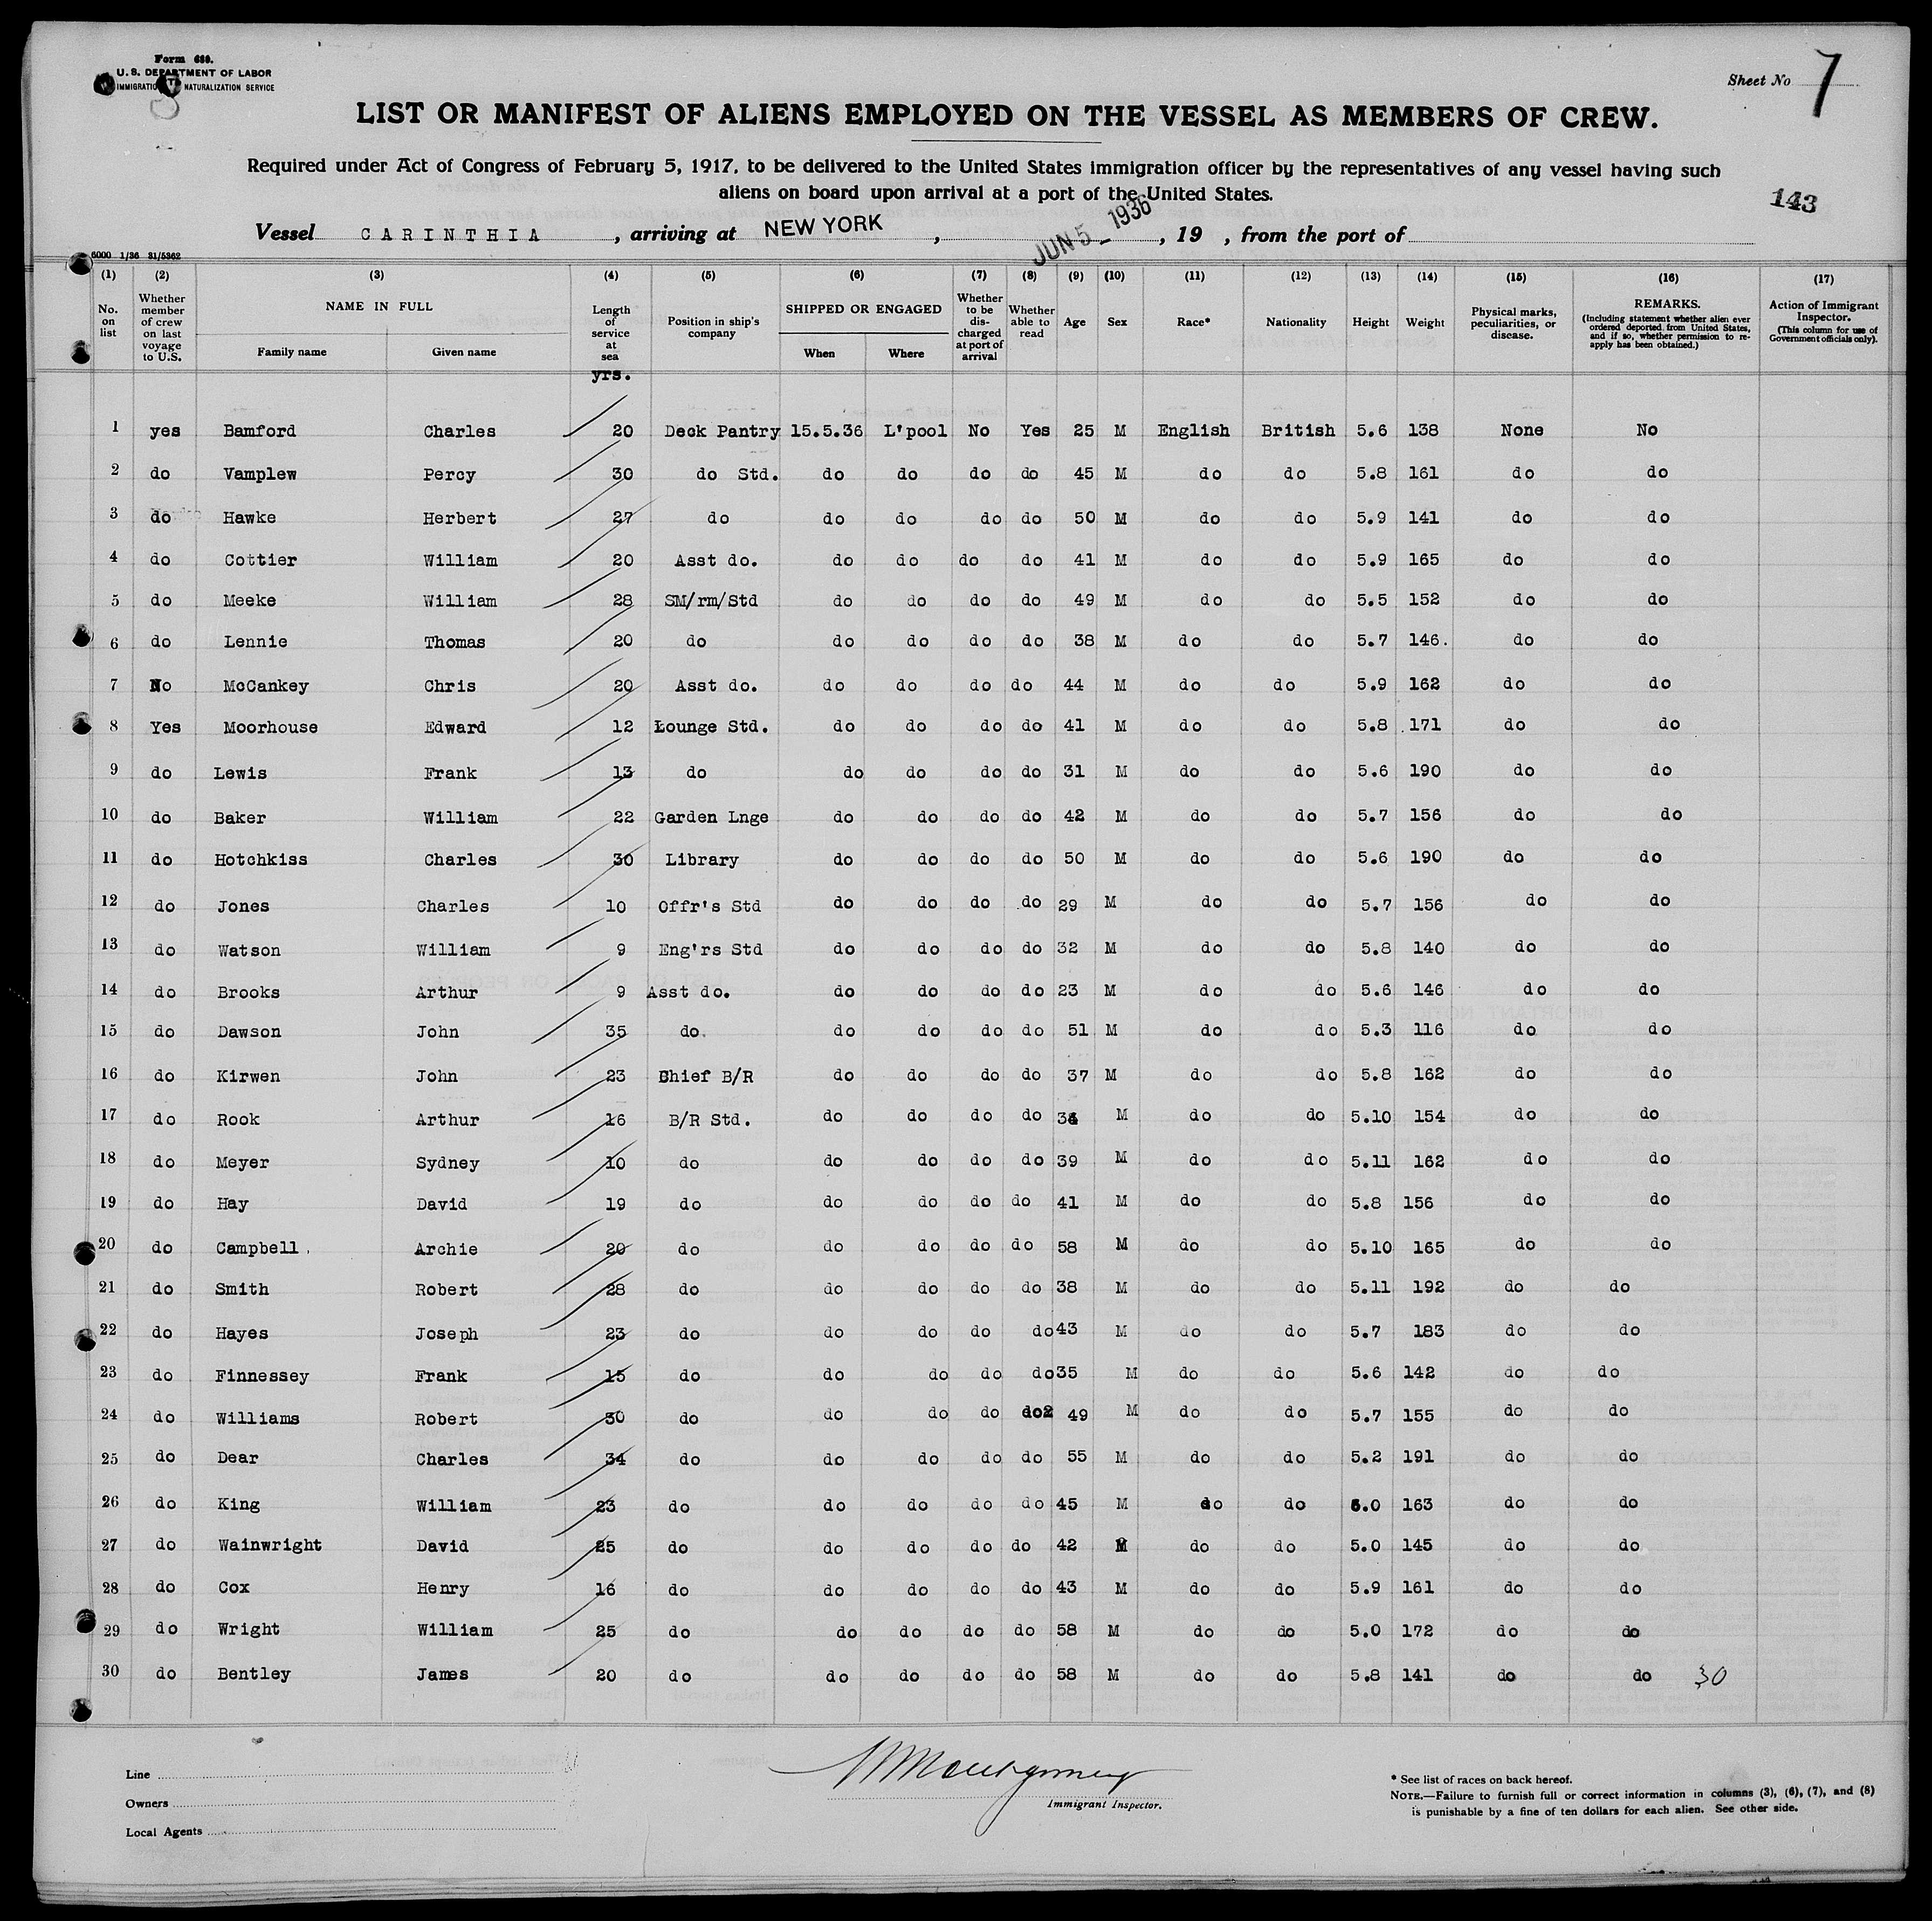 Form 680.
U. S. DEPARTMENT OF LABOR
IMMIGRATION NATURALIZATION SERVICE
Sheet No 7
LIST OR MANIFEST OF ALIENS EMPLOYED ON THE VESSEL AS MEMBERS OF CREW.
Required under Act of Congress of February 5, 1917, to be delivered to the United States immigration officer by the representatives of any vessel having such
aliens on board upon arrival at a port of the United States.
143
Vessel CARINTHIA , arriving at NEW YORK , JUN 5 - 1936 , 19 , from the port of
6000 1/36 31/5362
(1) (2) (3) (4) (5) (6) (7) (8) (9) (10) (11) (12) (13) (14) (15) (16) (17)
No. on list Whether member of crew on last voyage to U.S. NAME IN FULL Family name Given name Length of service at sea yrs. Position in ship's company SHIPPED OR ENGAGED When Where Whether to be discharged at port of arrival Whether able to read Age Sex Race* Nationality Height Weight Physical marks, peculiarities, or disease. REMARKS. (Including statement whether alien ever ordered deported from United States, and if so, whether permission to reapply has been obtained.) Action of Immigrant Inspector. (This column for use of Government officials only).
1 yes Bamford Charles 20 Deck Pantry 15.5.36 L'pool No Yes 25 M English British 5.6 138 None No
2 do Vamplew Percy 30 do Std. do do do do 45 M do do 5.8 161 do do
3 do Hawke Herbert 27 do do do do do 50 M do do 5.9 141 do do
4 do Cottier William 20 Asst do. do do do do 41 M do do 5.9 165 do do
5 do Meeke William 28 SM/rm/Std do do do do 49 M do do 5.5 152 do do
6 do Lennie Thomas 20 do do do do do 38 M do do 5.7 146. do do
7 No McCankey Chris 20 Asst do. do do do do 44 M do do 5.9 162 do do
8 Yes Moorhouse Edward 12 Lounge Std. do do do do 41 M do do 5.8 171 do do
9 do Lewis Frank 13 do do do do do 31 M do do 5.6 190 do do
10 do Baker William 22 Garden Lnge do do do do 42 M do do 5.7 156 do do
11 do Hotchkiss Charles 30 Library do do do do 50 M do do 5.6 190 do do
12 do Jones Charles 10 Offr's Std do do do do 29 M do do 5.7 156 do do
13 do Watson William 9 Eng'rs Std do do do do 32 M do do 5.8 140 do do
14 do Brooks Arthur 9 Asst do. do do do do 23 M do do 5.6 146 do do
15 do Dawson John 35 do. do do do do 51 M do do 5.3 116 do do
16 do Kirwen John 23 Chief B/R do do do do 37 M do do 5.8 162 do do
17 do Rook Arthur 16 B/R Std. do do do do M do do 5.10 154 do do
18 do Meyer Sydney 10 do do do do do 39 M do do 5.11 162 do do
19 do Hay David 19 do do do do do 41 M do do 5.8 156 do do
20 do Campbell Archie 20 do do do do do 58 M do do 5.10 165 do do
21 do Smith Robert 28 do do do do do 38 M do do 5.11 192 do do
22 do Hayes Joseph 23 do do do do do 43 M do do 5.7 183 do do
23 do Finnessey Frank 15 do do do do do 35 M do do 5.6 142 do do
24 do Williams Robert 30 do do do do do2 49 M do do 5.7 155 do do
25 do Dear Charles 34 do do do do do 55 M do do 5.2 191 do do
26 do King William 23 do do do do do 45 M do do 6.0 163 do do
27 do Wainwright David 25 do do do do do 42 M do do 5.0 145 do do
28 do Cox Henry 16 do do do do do 43 M do do 5.9 161 do do
29 do Wright William 25 do do do do do 58 M do do 5.0 172 do do
30 do Bentley James 20 do do do do do 58 M do do 5.8 141 do do 30
Line
Owners
Local Agents
Montgomery
Immigrant Inspector.
* See list of races on back hereof.
NOTE.—Failure to furnish full or correct information in columns (3), (6), (7), and (8)
is punishable by a fine of ten dollars for each alien. See other side.